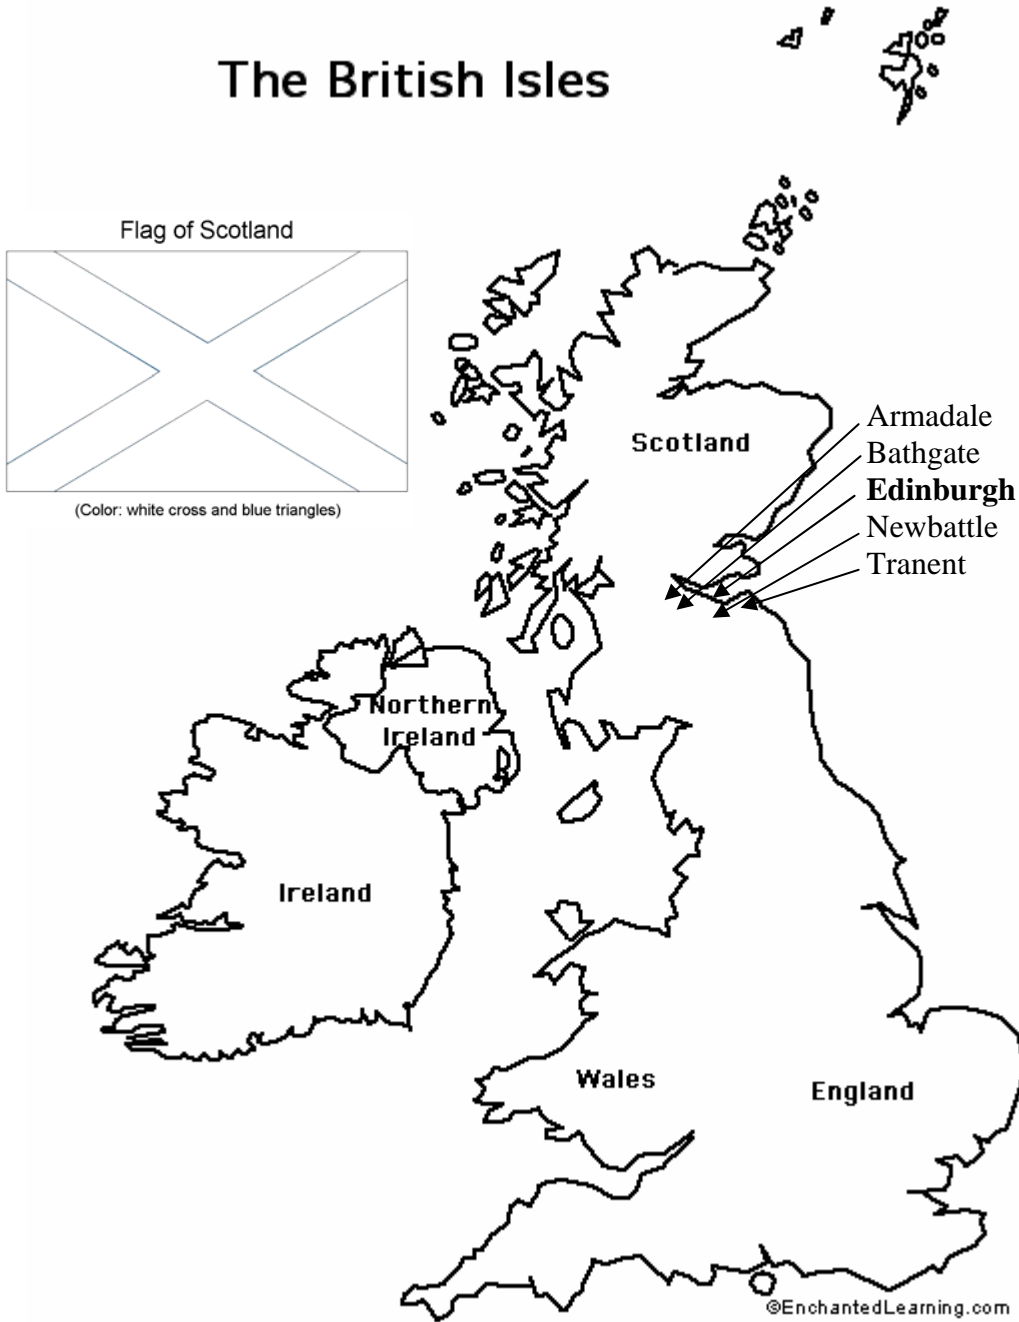 The British Isles
Flag of Scotland
(Color: white cross and blue triangles)
Scotland
Armadale
Bathgate
Edinburgh
Newbattle
Tranent
Northern
Ireland
Ireland
Wales
England
©EnchantedLearning.com